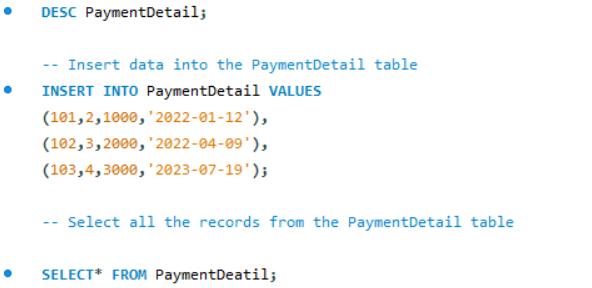 DESC PaymentDetail;
-- Insert data into the PaymentDetail table
INSERT INTO PaymentDetail VALUES
(101,2,1000,'2022-01-12'),
(102,3,2000,'2022-04-09'),
(103,4,3000,'2023-07-19');
-- Select all the records from the PaymentDetail table
SELECT* FROM PaymentDeatil;